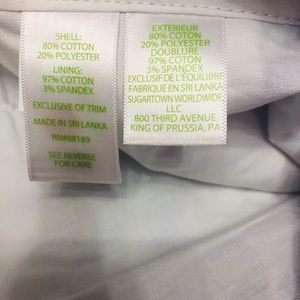 SHELL:
80% COTTON
20% POLYESTER
LINING:
97% COTTON
3% SPANDEX
EXCLUSIVE OF TRIM
MADE IN SRI LANKA
RN#88189
SEE REVERSE
FOR CARE
EXTERIEUR:
80% COTON
20% POLYESTER
DOUBLURE
97% COTON
3% SPANDEX
EXCLUSIF DE L'ÉQUILIBRE
FABRIQUE EN SRI LANKA
SUGARTOWN WORLDWIDE,
LLC
800 THIRD AVENUE
KING OF PRUSSIA, PA